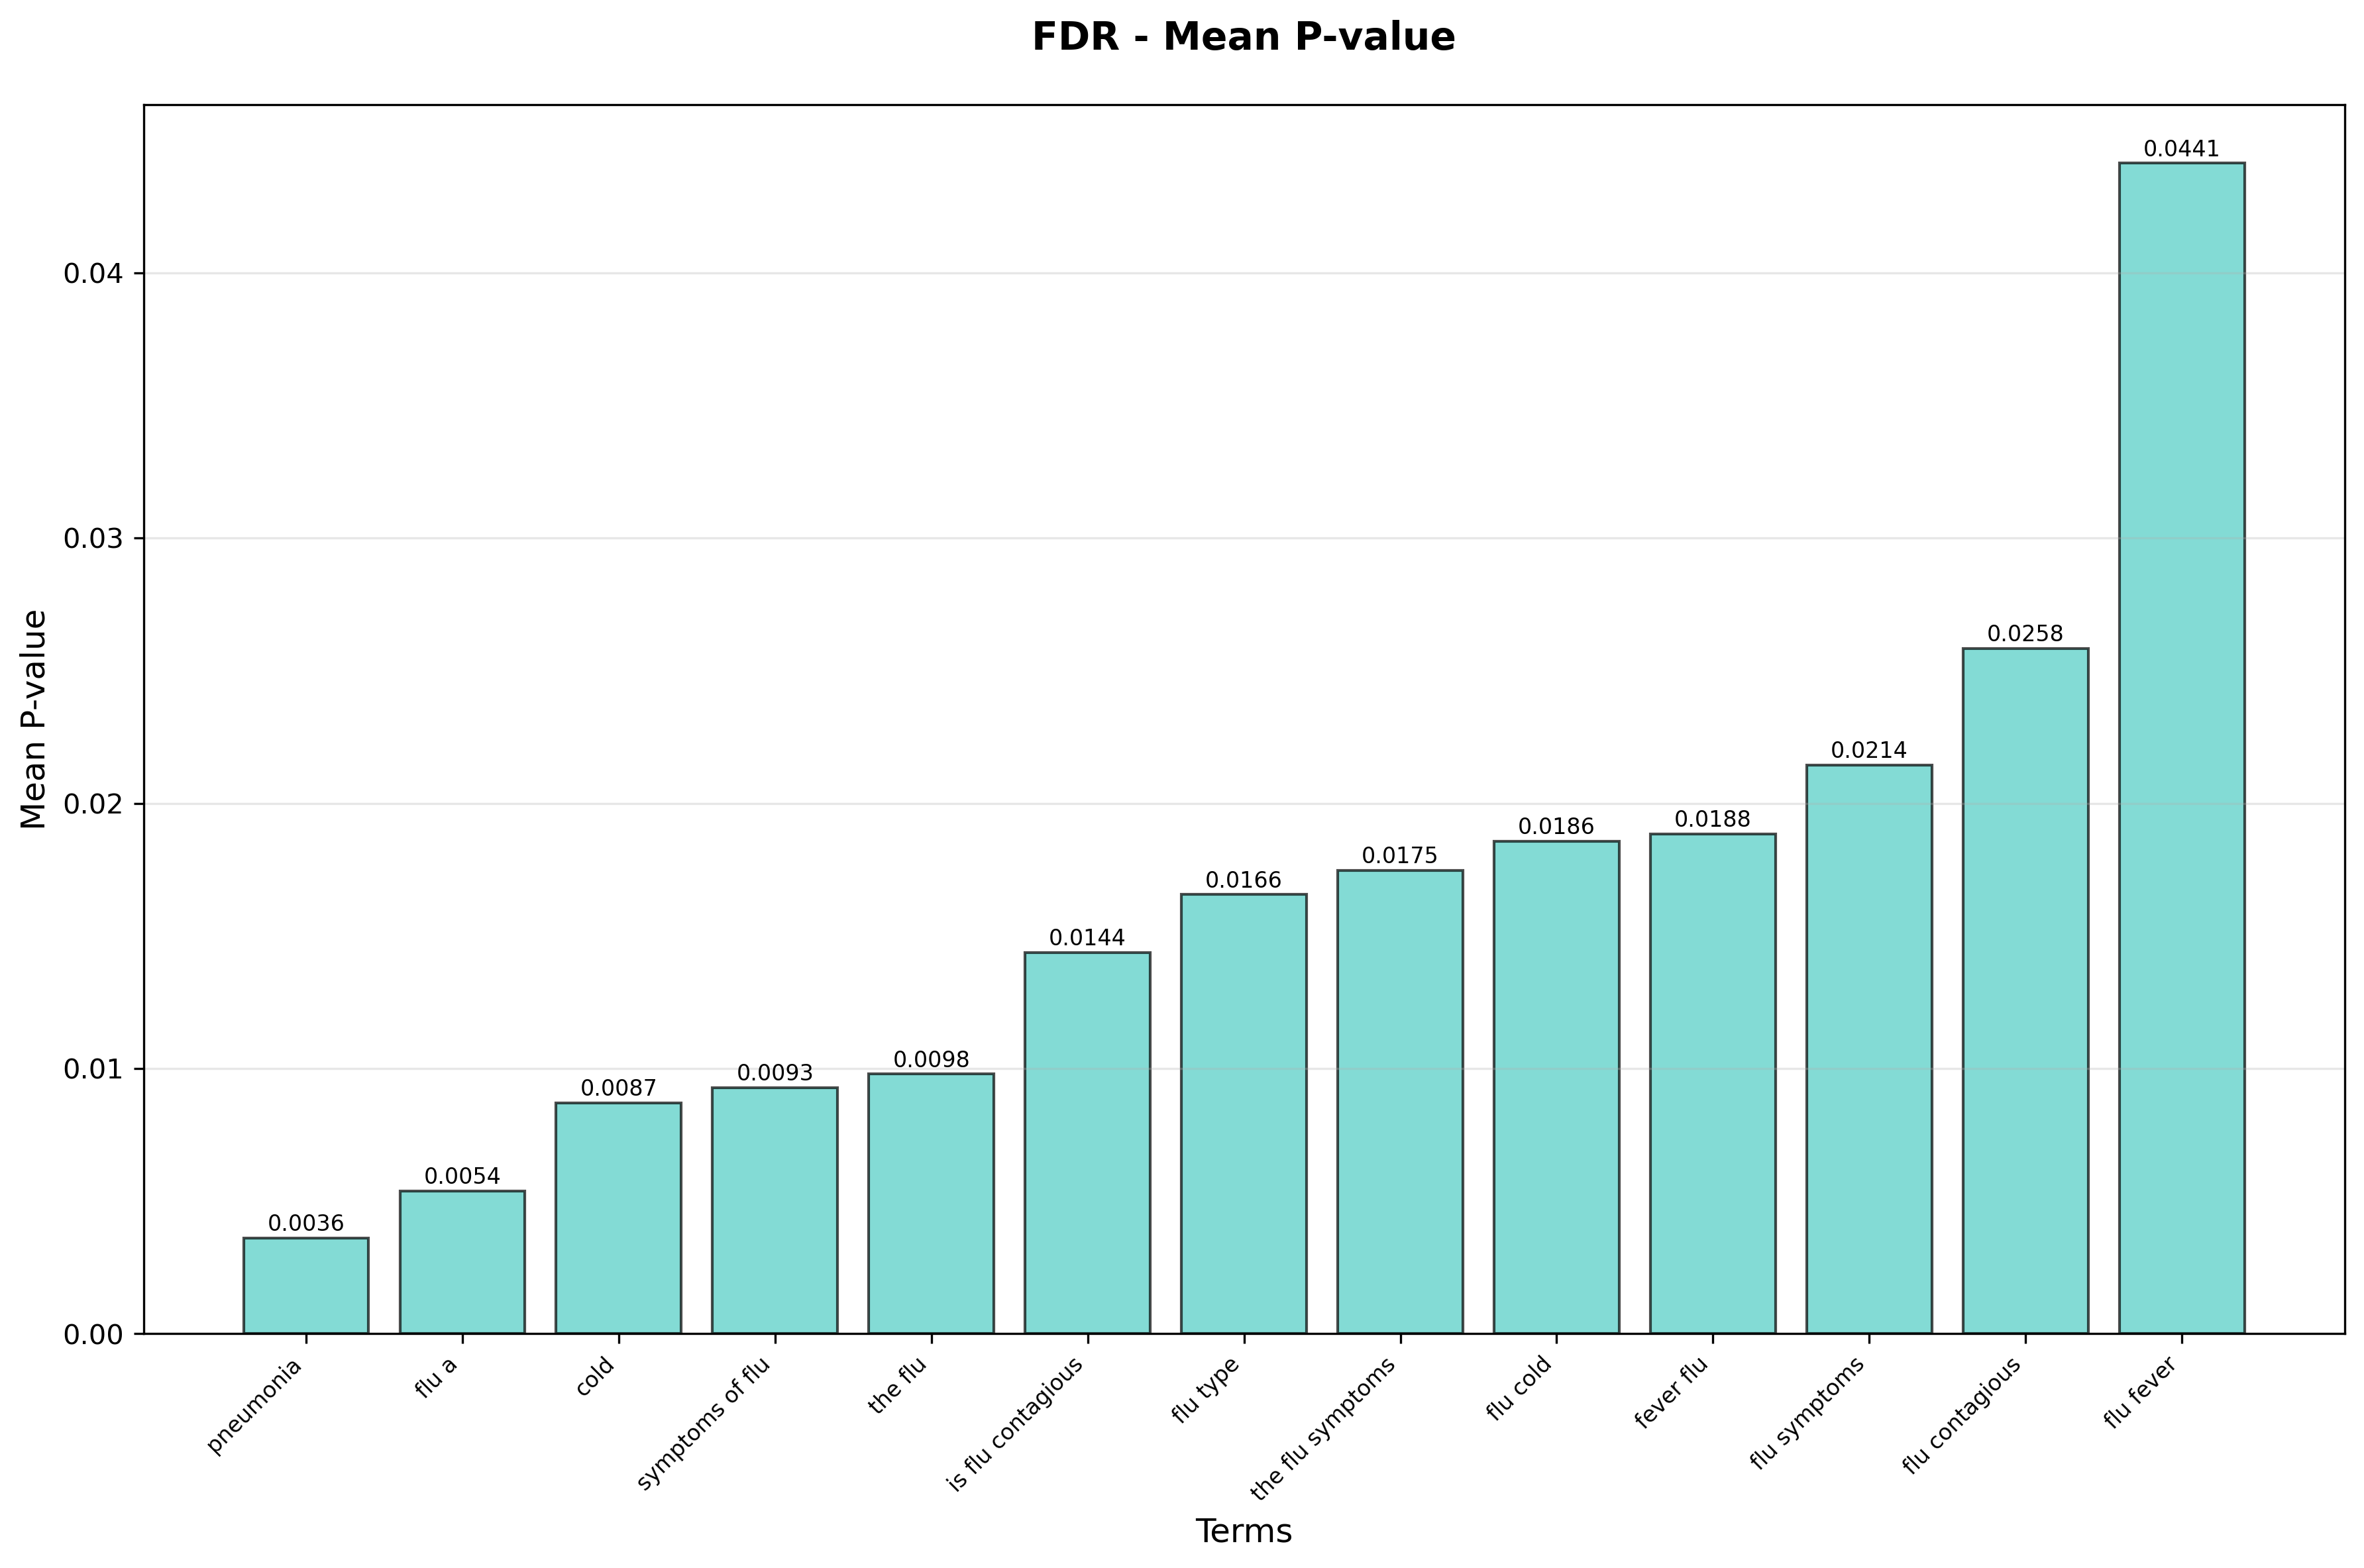 FDR - Mean P-value
Mean P-value
0.04
0.03
0.02
0.01
0.00
0.0036
0.0054
0.0087
0.0093
0.0098
0.0144
0.0166
0.0175
0.0186
0.0188
0.0214
0.0258
0.0441
pneumonia
flu a
cold
symptoms of flu
the flu
is flu contagious
flu type
the flu symptoms
flu cold
fever flu
flu symptoms
flu contagious
flu fever
Terms